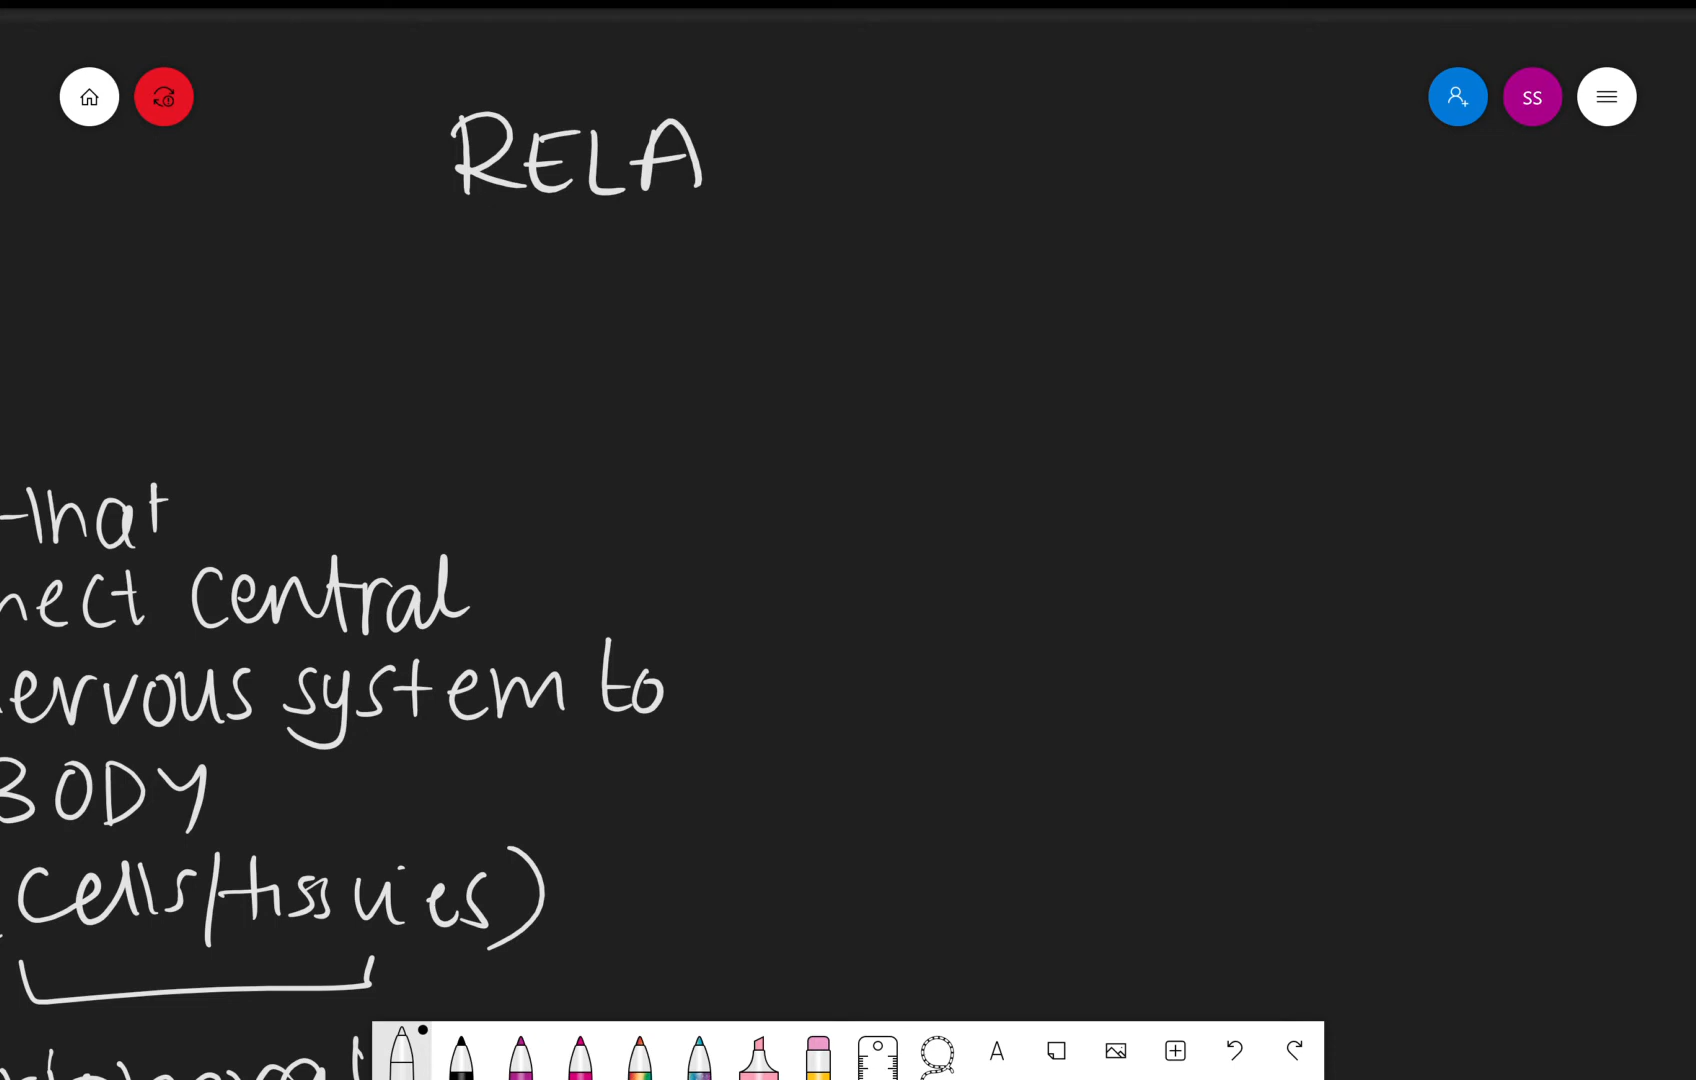 SS
RELA
that
nect central
ervous system to
BODY
(cells/tissues)
A